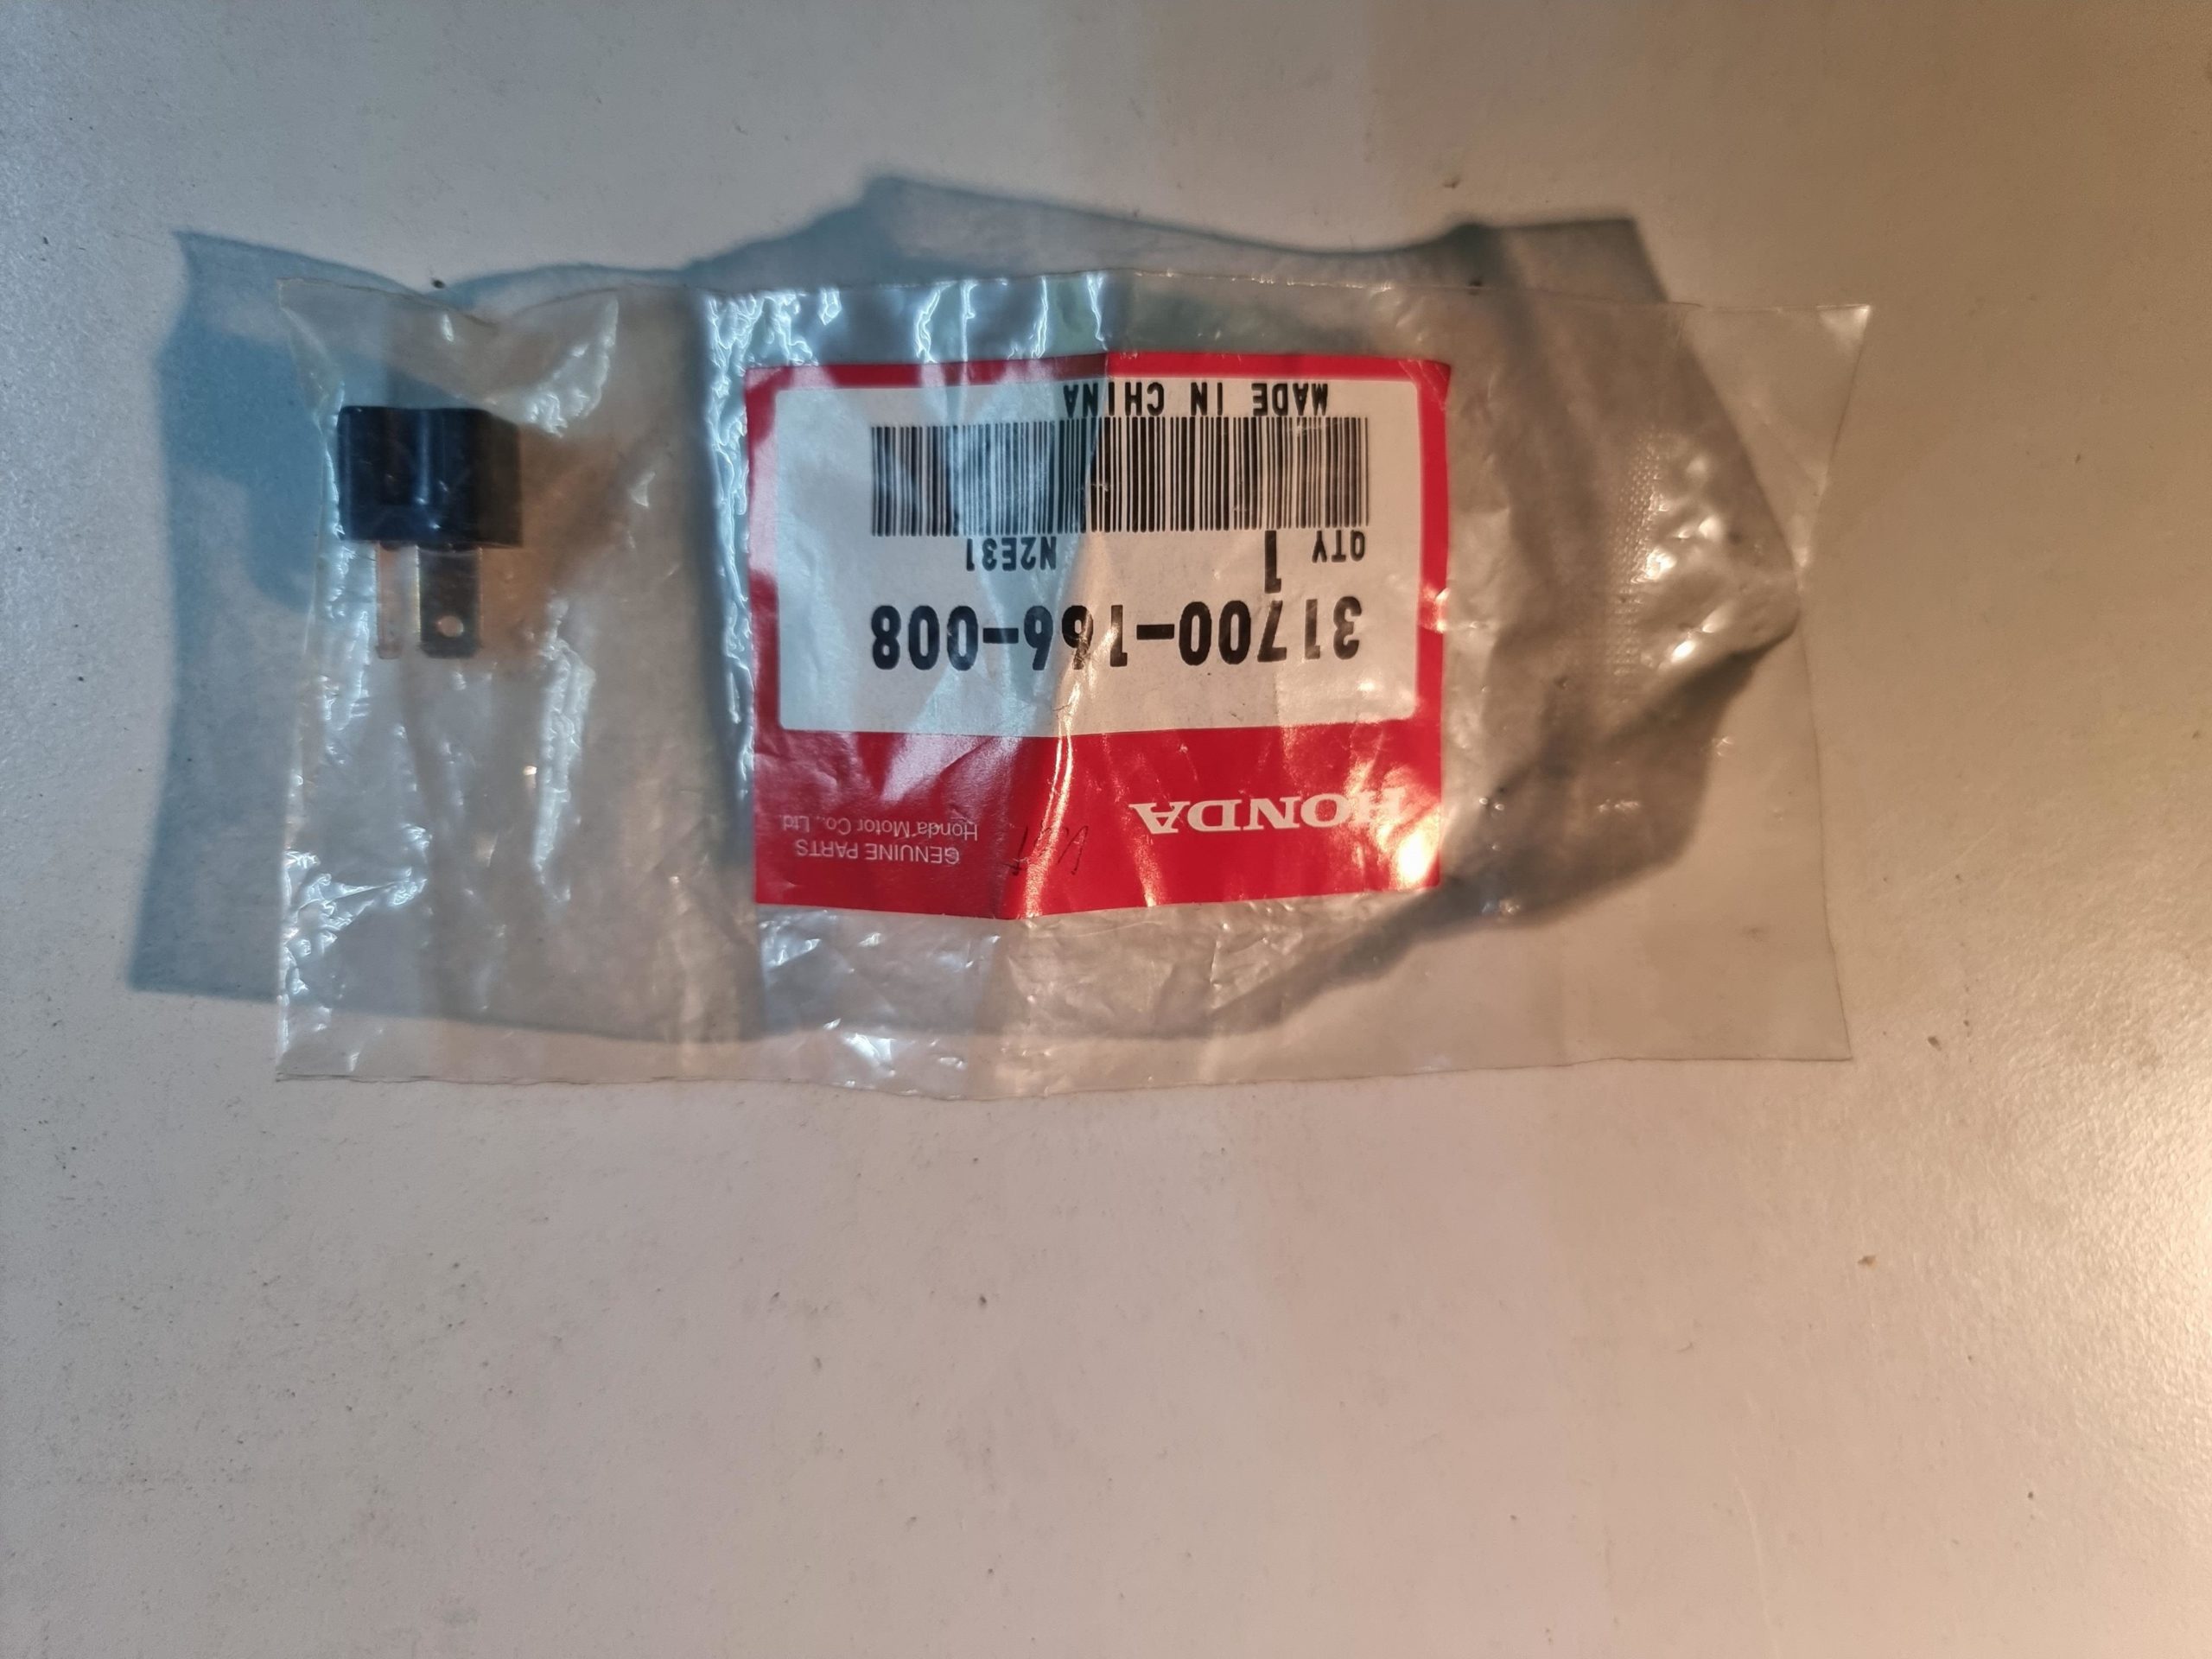 HONDA
GENUINE PARTS
Honda Motor Co., Ltd.
31700-166-008
QTY 1 N2E31
MADE IN CHINA